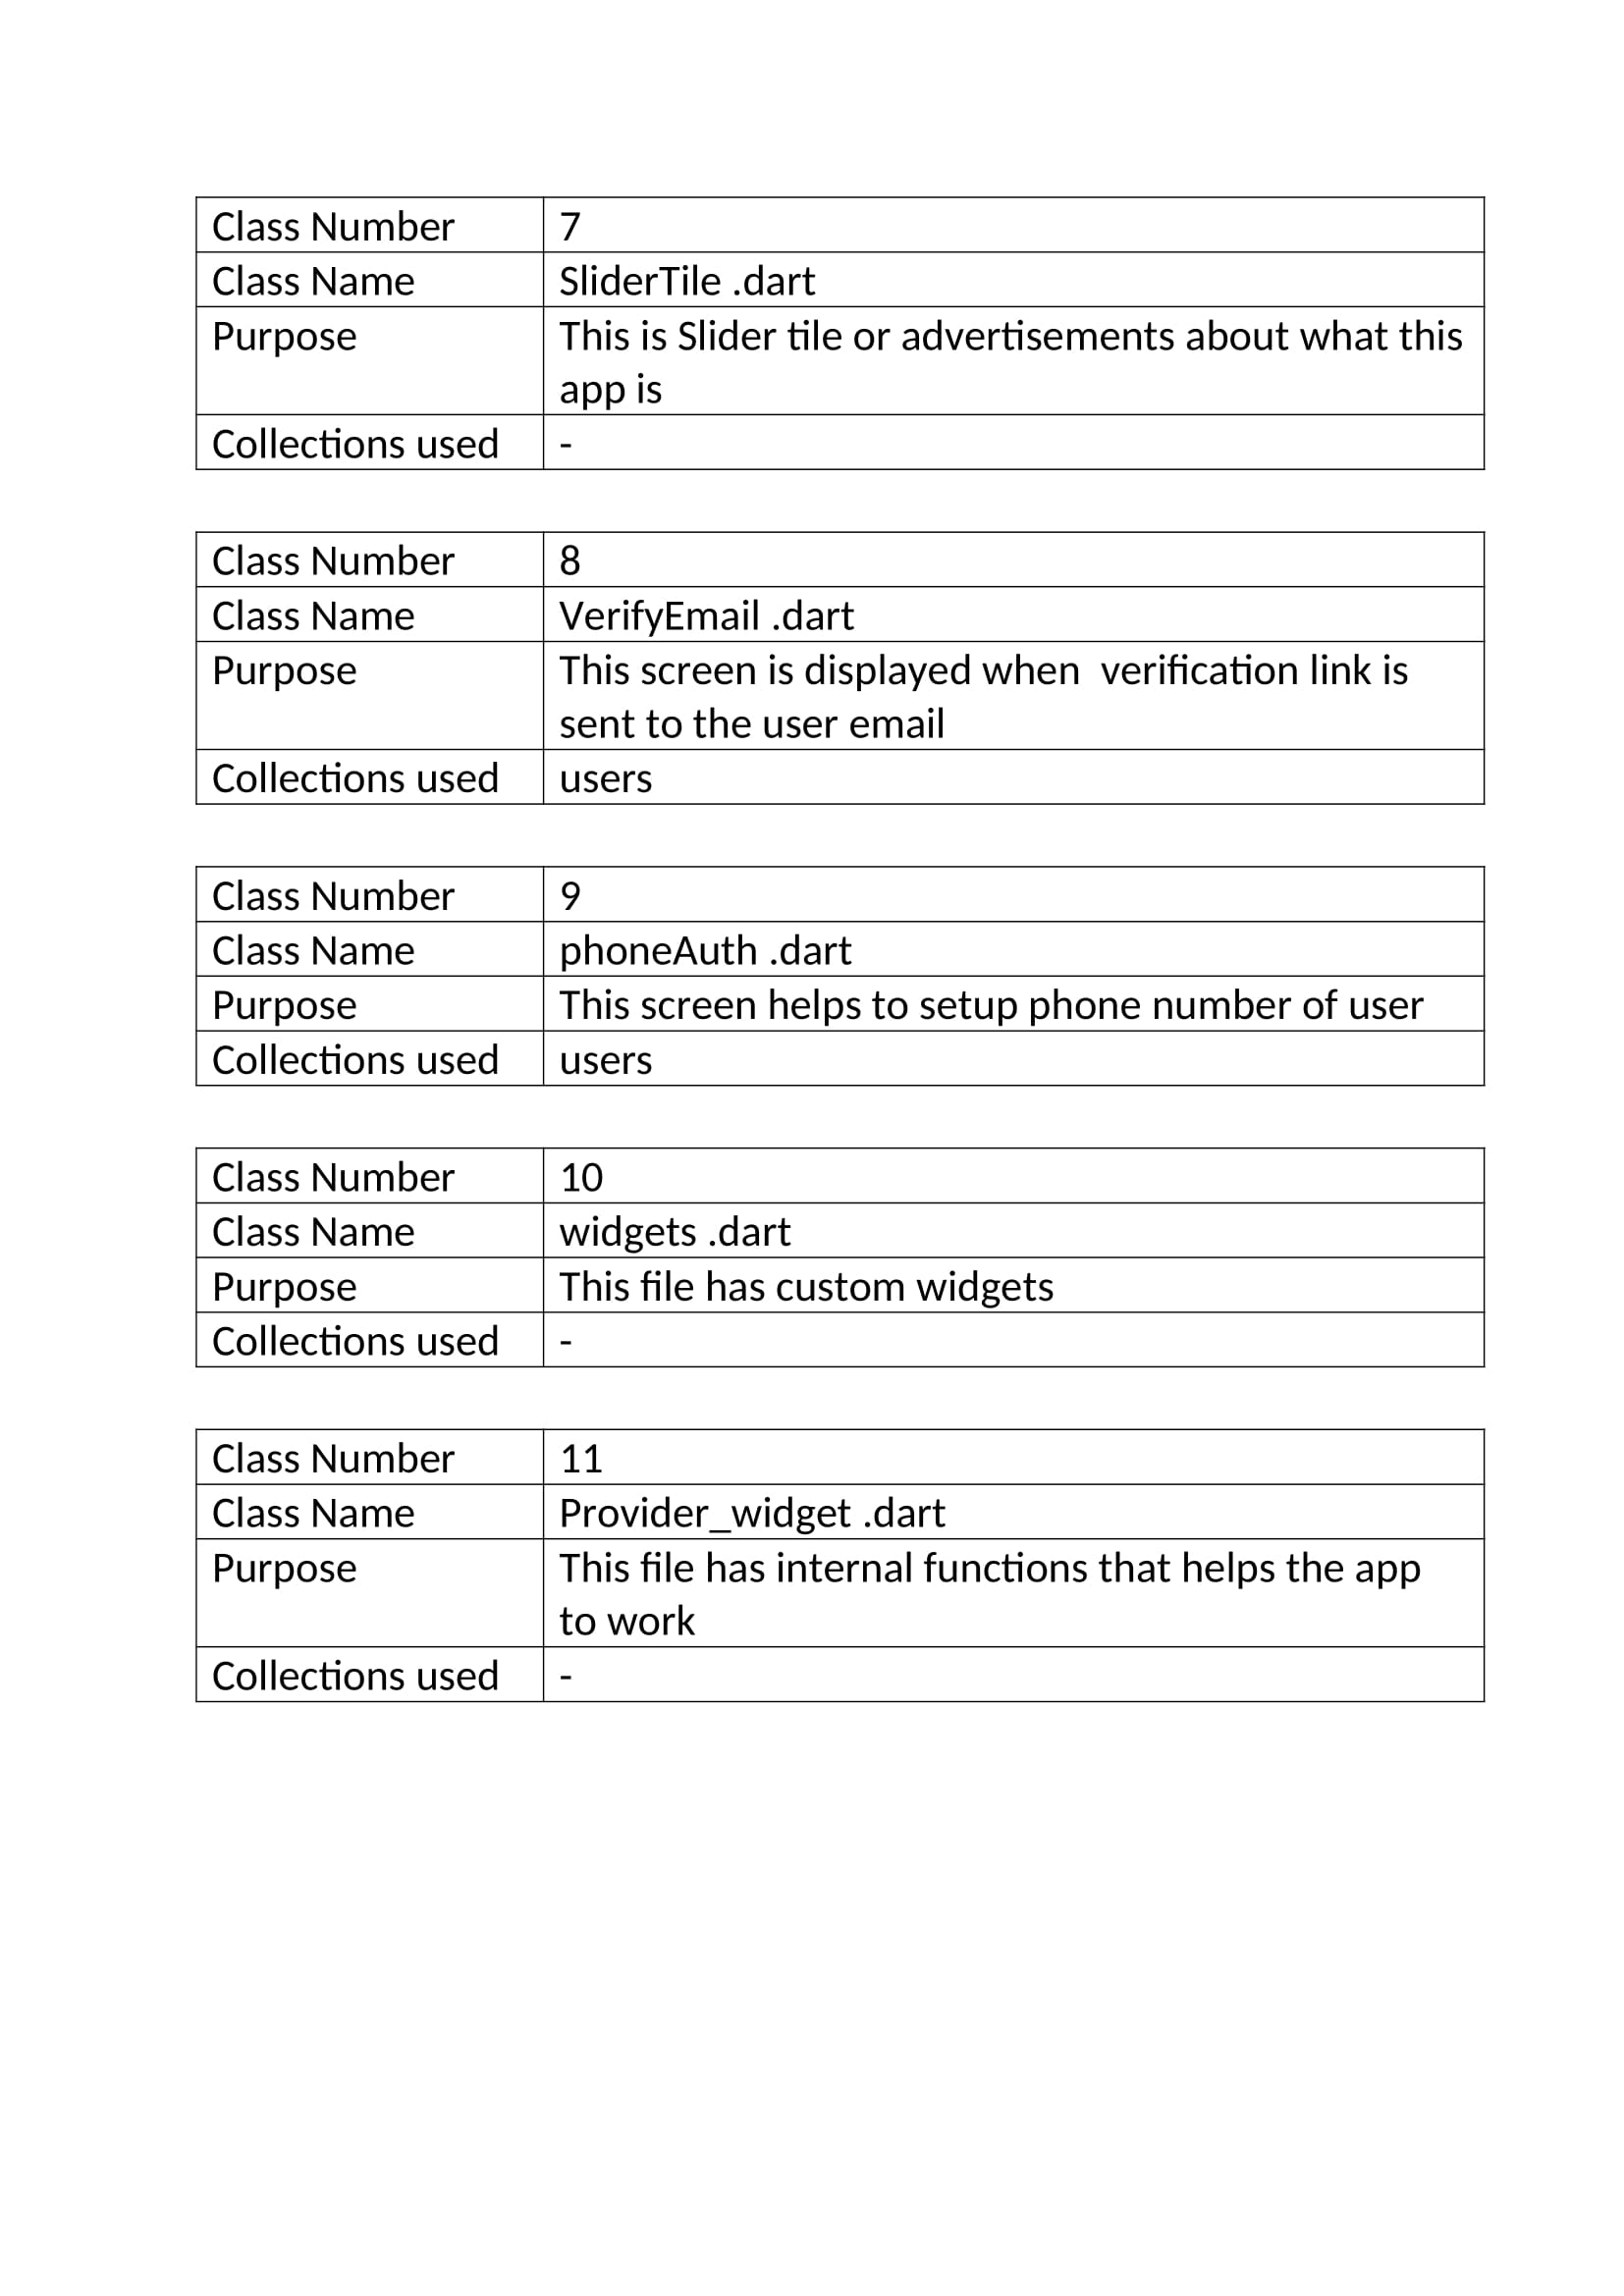 Class Number 7
Class Name SliderTile .dart
Purpose This is Slider tile or advertisements about what this
app is
Collections used -
Class Number 8
Class Name VerifyEmail .dart
Purpose This screen is displayed when  verification link is
sent to the user email
Collections used users
Class Number 9
Class Name phoneAuth .dart
Purpose This screen helps to setup phone number of user
Collections used users
Class Number 10
Class Name widgets .dart
Purpose This file has custom widgets
Collections used -
Class Number 11
Class Name Provider_widget .dart
Purpose This file has internal functions that helps the app
to work
Collections used -